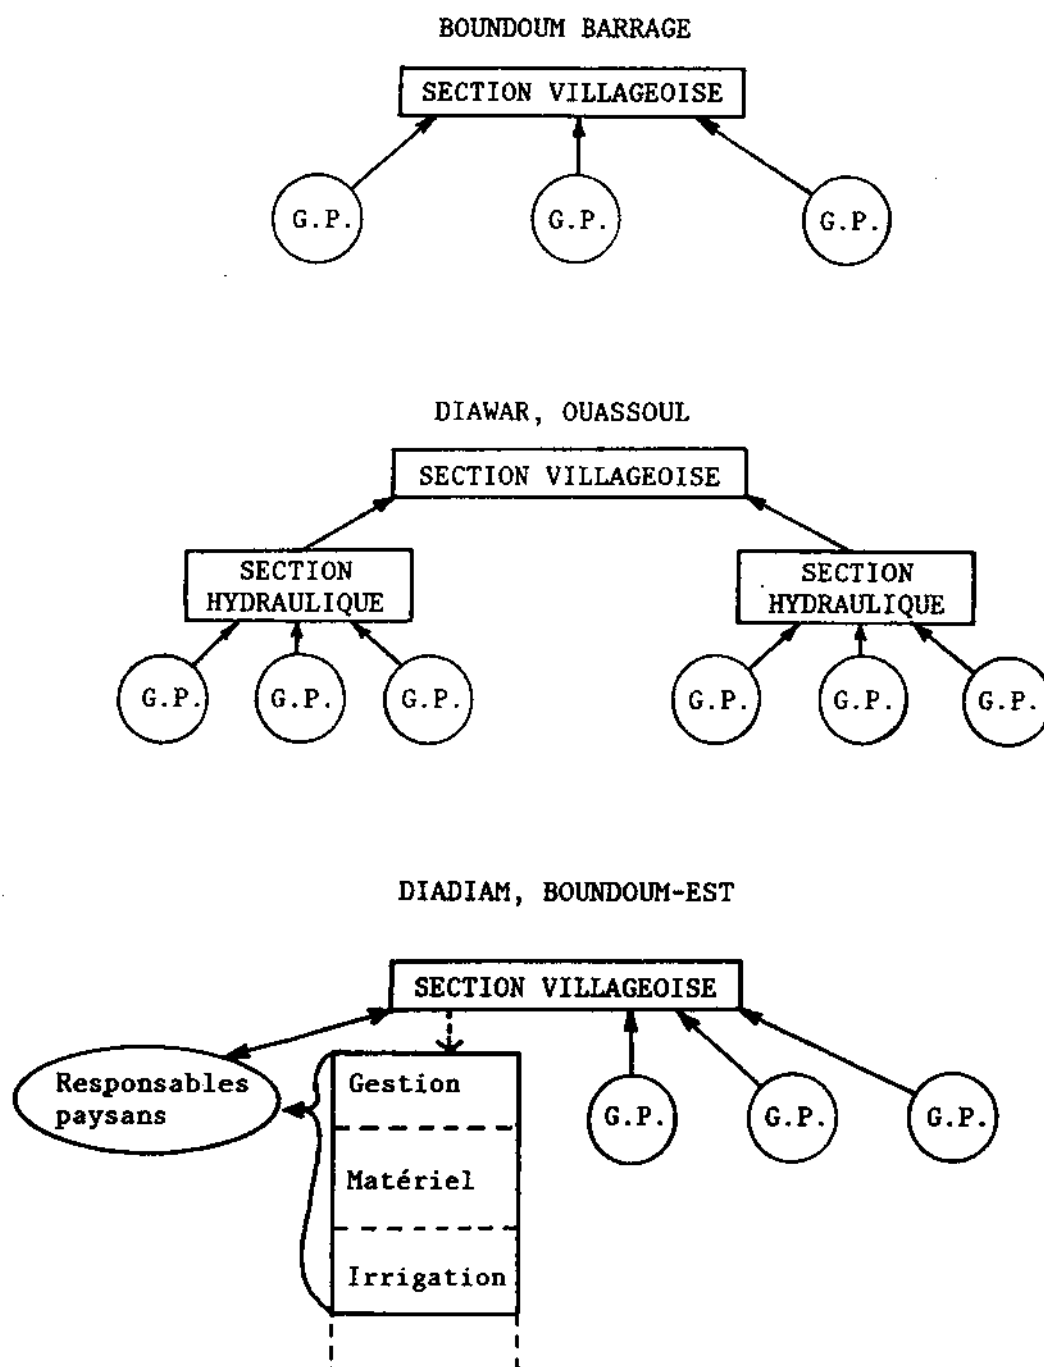 BOUNDOUM BARRAGE
SECTION VILLAGEOISE
G.P.
G.P.
G.P.
DIAWAR, OUASSOUL
SECTION VILLAGEOISE
SECTION
HYDRAULIQUE
SECTION
HYDRAULIQUE
G.P.
G.P.
G.P.
G.P.
G.P.
G.P.
DIADIAM, BOUNDOUM-EST
SECTION VILLAGEOISE
Responsables
paysans
Gestion
Matériel
Irrigation
G.P.
G.P.
G.P.